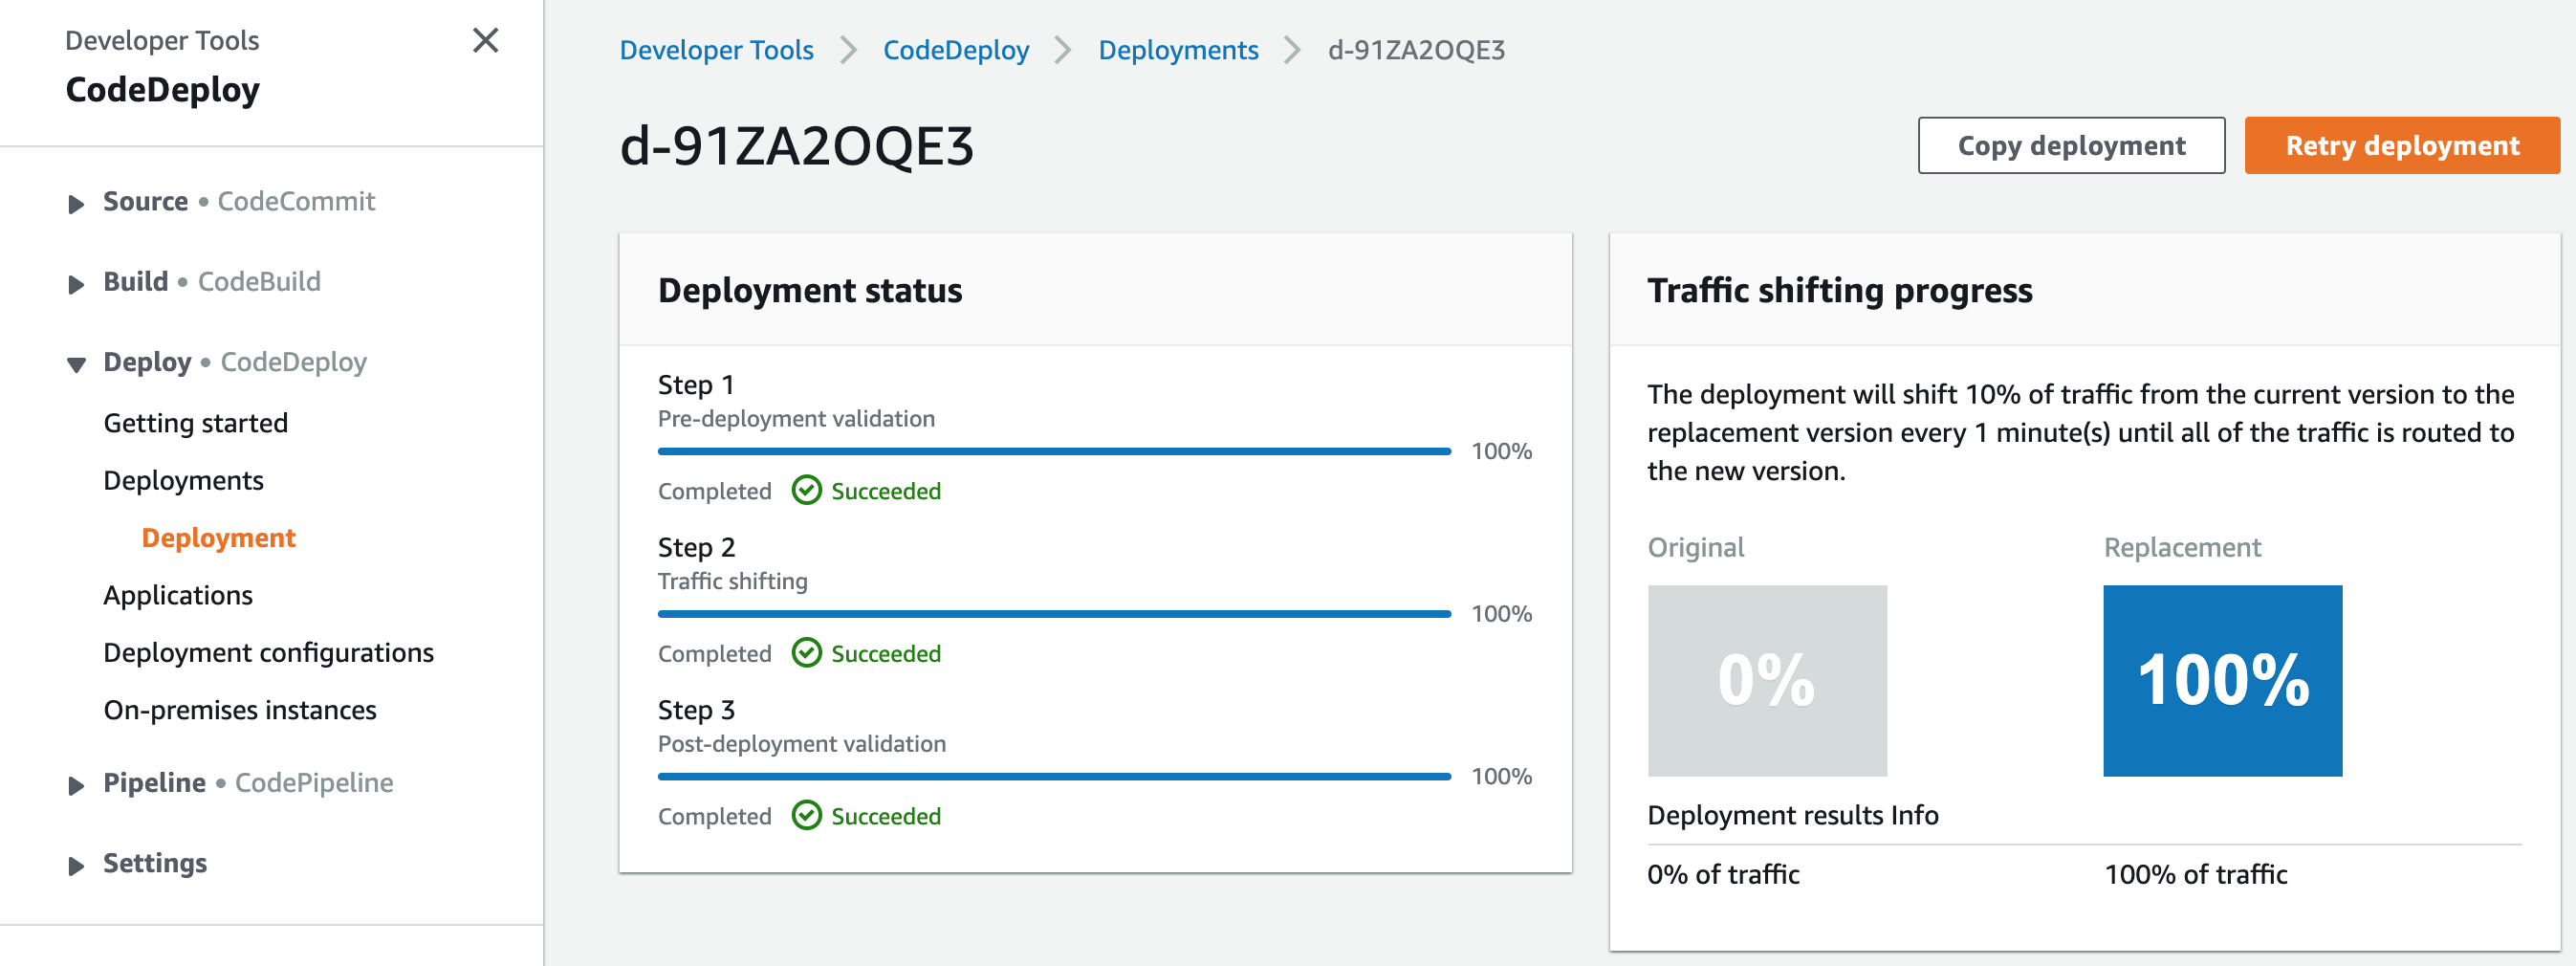 Developer Tools
CodeDeploy
Source • CodeCommit
Build • CodeBuild
Deploy • CodeDeploy
Getting started
Deployments
Deployment
Applications
Deployment configurations
On-premises instances
Pipeline • CodePipeline
Settings
Developer Tools
CodeDeploy
Deployments
d-91ZA2OQE3
d-91ZA2OQE3
Copy deployment
Retry deployment
Deployment status
Step 1
Pre-deployment validation
100%
Completed Succeeded
Step 2
Traffic shifting
100%
Completed Succeeded
Step 3
Post-deployment validation
100%
Completed Succeeded
Traffic shifting progress
The deployment will shift 10% of traffic from the current version to the
replacement version every 1 minute(s) until all of the traffic is routed to
the new version.
Original
Replacement
0%
100%
Deployment results Info
0% of traffic
100% of traffic